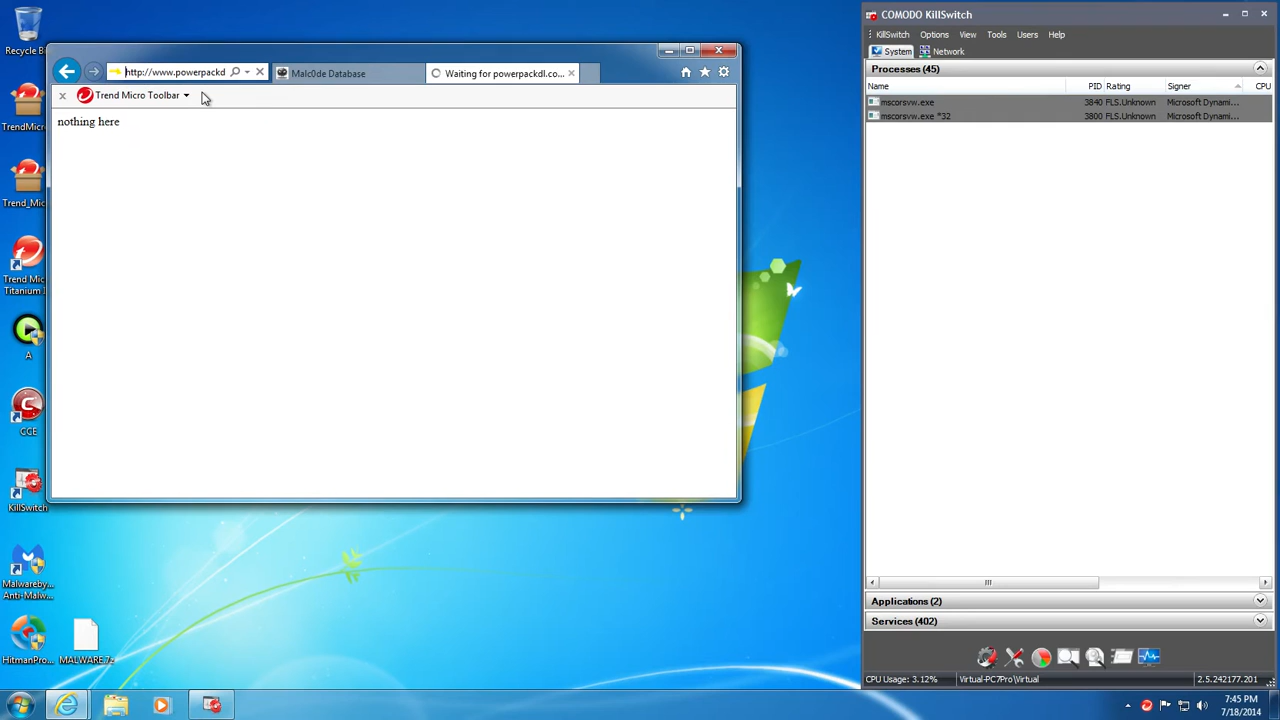 Recycle Bi
TrendMicro
Trend_Mic
Trend Mic
Titanium I
A
CCE
KillSwitch
Malwareby...
Anti-Malw...
HitmanPro...
MALWARE.7z
http://www.powerpackd
Malc0de Database
Waiting for powerpackdl.co...
x Trend Micro Toolbar
nothing here
COMODO KillSwitch
KillSwitch Options View Tools Users Help
System Network
Processes (45)
Name PID Rating Signer CPU
mscorsvw.exe 3840 FLS.Unknown Microsoft Dynami...
mscorsvw.exe *32 3800 FLS.Unknown Microsoft Dynami...
Applications (2)
Services (402)
CPU Usage: 3.12% Virtual-PC7Pro\Virtual 2.5.242177.201
7:45 PM
7/18/2014